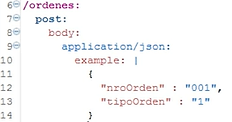 6 /ordenes:
7 post:
8 body:
9 application/json:
10 example: |
11 {
12 "nroOrden" : "001",
13 "tipoOrden" : "1"
14 }